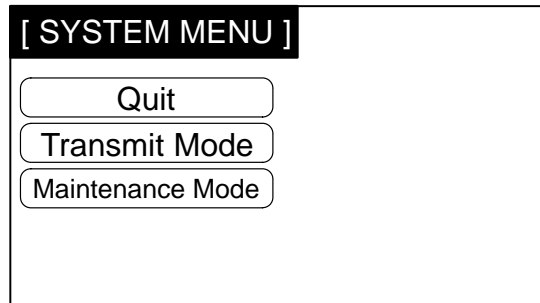 [ SYSTEM MENU ]
Quit
Transmit Mode
Maintenance Mode